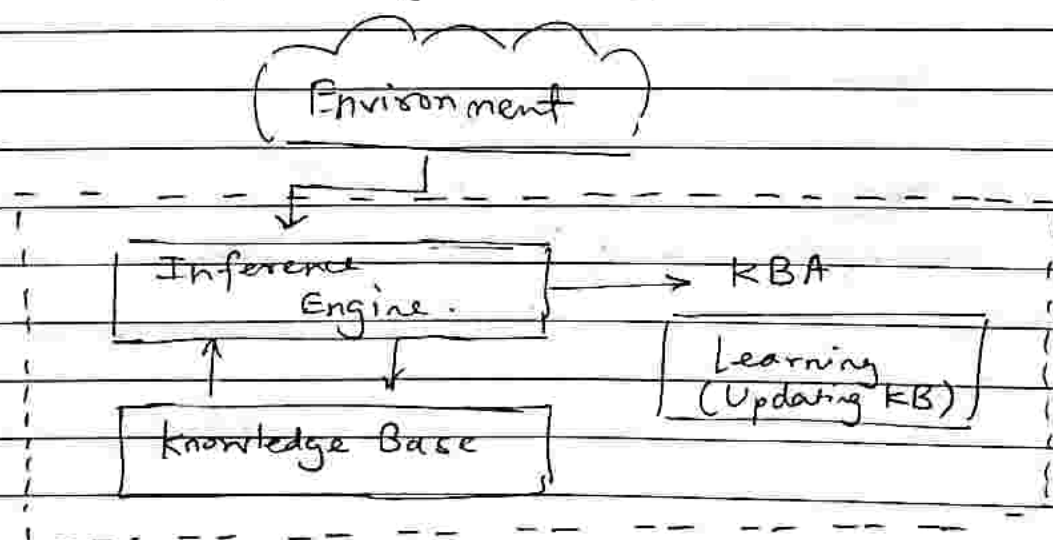 Environment
Inference
Engine.
KBA
Learning
(Updating KB)
Knowledge Base